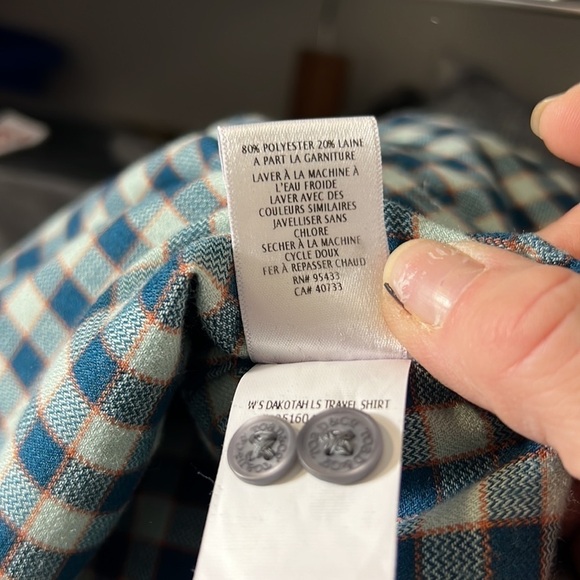 80% POLYESTER 20% LAINE
A PART LA GARNITURE
LAVER À LA MACHINE À
L'EAU FROIDE
LAVER AVEC DES
COULEURS SIMILAIRES
JAVELLISER SANS
CHLORE
SECHER À LA MACHINE
CYCLE DOUX
FER À REPASSER CHAUD
RN# 95433
CA# 40733
W'S DAKOTAH LS TRAVEL SHIRT